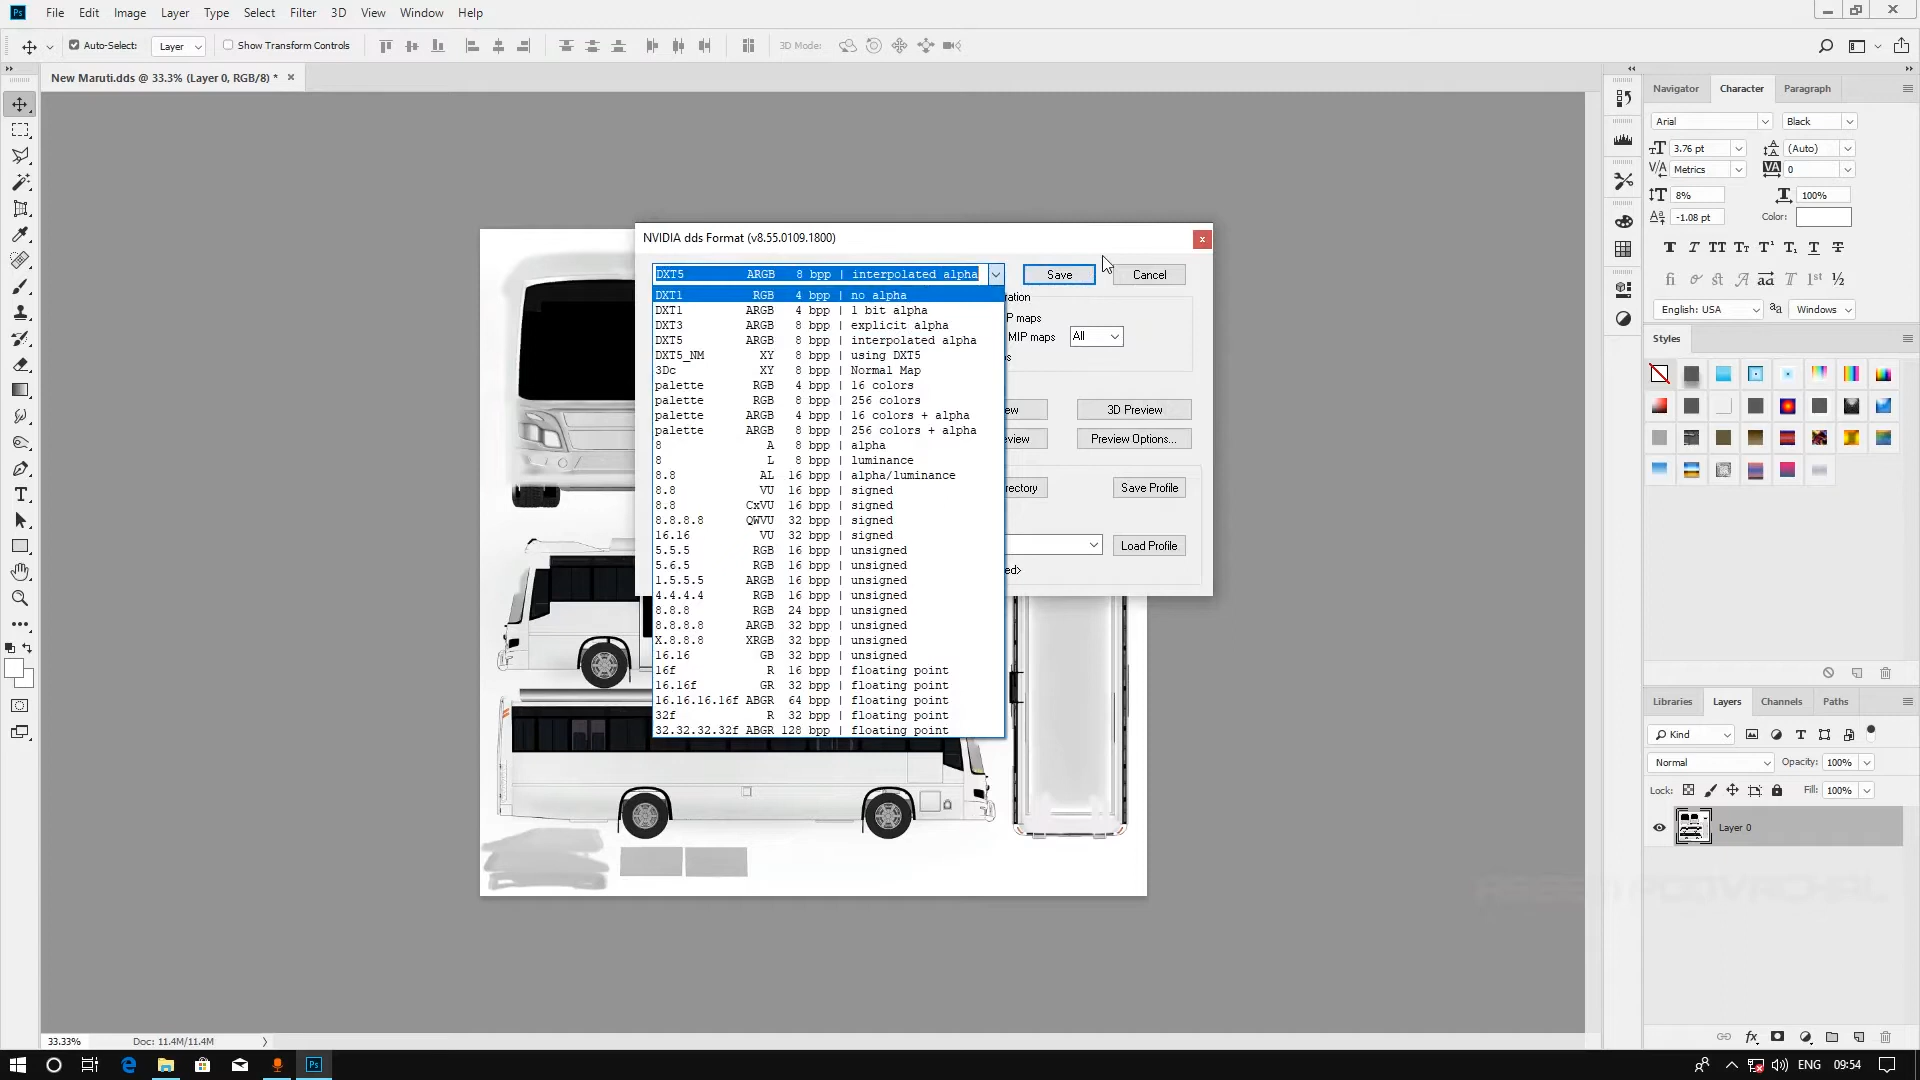 Ps File Edit Image Layer Type Select Filter 3D View Window Help
Auto-Select: Layer Show Transform Controls 3D Mode:
New Maruti.dds @ 33.3% (Layer 0, RGB/8) *
NVIDIA dds Format (v8.55.0109.1800)
DXT5 ARGB 8 bpp | interpolated alpha
Save Cancel
DXT1 RGB 4 bpp | no alpha
DXT1 ARGB 4 bpp | 1 bit alpha
DXT3 ARGB 8 bpp | explicit alpha
DXT5 ARGB 8 bpp | interpolated alpha
DXT5_NM XY 8 bpp | using DXT5
3Dc XY 8 bpp | Normal Map
palette RGB 4 bpp | 16 colors
palette RGB 8 bpp | 256 colors
palette ARGB 4 bpp | 16 colors + alpha
palette ARGB 8 bpp | 256 colors + alpha
8 A 8 bpp | alpha
8 L 8 bpp | luminance
8.8 AL 16 bpp | alpha/luminance
8.8 VU 16 bpp | signed
8.8 CxVU 16 bpp | signed
8.8.8.8 QWVU 32 bpp | signed
16.16 VU 32 bpp | signed
5.5.5 RGB 16 bpp | unsigned
5.6.5 RGB 16 bpp | unsigned
1.5.5.5 ARGB 16 bpp | unsigned
4.4.4.4 RGB 16 bpp | unsigned
8.8.8 RGB 24 bpp | unsigned
8.8.8.8 ARGB 32 bpp | unsigned
X.8.8.8 XRGB 32 bpp | unsigned
16.16 GB 32 bpp | unsigned
16f R 16 bpp | floating point
16.16f GR 32 bpp | floating point
16.16.16.16f ABGR 64 bpp | floating point
32f R 32 bpp | floating point
32.32.32.32f ABGR 128 bpp | floating point
ration
P maps
MIP maps All
s
ew 3D Preview
view Preview Options...
rectory Save Profile
Load Profile
ed>
Navigator Character Paragraph
Arial Black
3.76 pt (Auto)
Metrics 0
8% 100%
-1.08 pt Color:
English: USA Windows
Styles
Libraries Layers Channels Paths
Kind
Normal Opacity: 100%
Lock: Fill: 100%
Layer 0
33.33% Doc: 11.4M/11.4M
Ps ENG 09:54